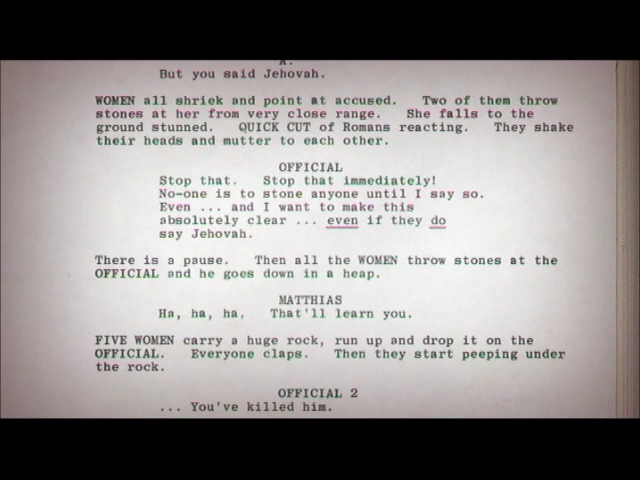 A.
But you said Jehovah.
WOMEN all shriek and point at accused. Two of them throw
stones at her from very close range. She falls to the
ground stunned. QUICK CUT of Romans reacting. They shake
their heads and mutter to each other.
OFFICIAL
Stop that. Stop that immediately!
No-one is to stone anyone until I say so.
Even ... and I want to make this
absolutely clear ... even if they do
say Jehovah.
There is a pause. Then all the WOMEN throw stones at the
OFFICIAL and he goes down in a heap.
MATTHIAS
Ha, ha, ha. That'll learn you.
FIVE WOMEN carry a huge rock, run up and drop it on the
OFFICIAL. Everyone claps. Then they start peeping under
the rock.
OFFICIAL 2
... You've killed him.